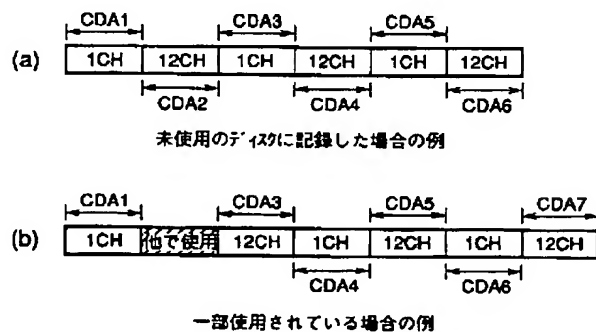 CDA1 CDA3 CDA5
(a) 1CH 12CH 1CH 12CH 1CH 12CH
CDA2 CDA4 CDA6
未使用のディスクに記録した場合の例
CDA1 CDA3 CDA5 CDA7
(b) 1CH 他で使用 12CH 1CH 12CH 1CH 12CH
CDA4 CDA6
一部使用されている場合の例